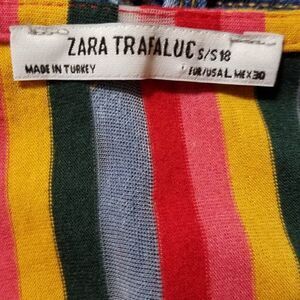 ZARA TRAFALUC S/S18
MADE IN TURKEY EUR/USA L MEX 30